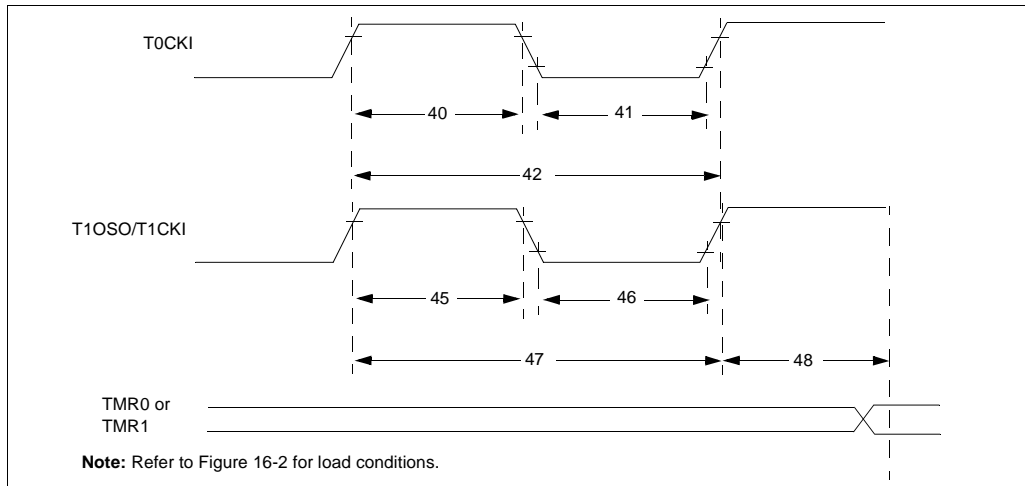 T0CKI
40
41
42
T1OSO/T1CKI
45
46
47
48
TMR0 or
TMR1
Note: Refer to Figure 16-2 for load conditions.